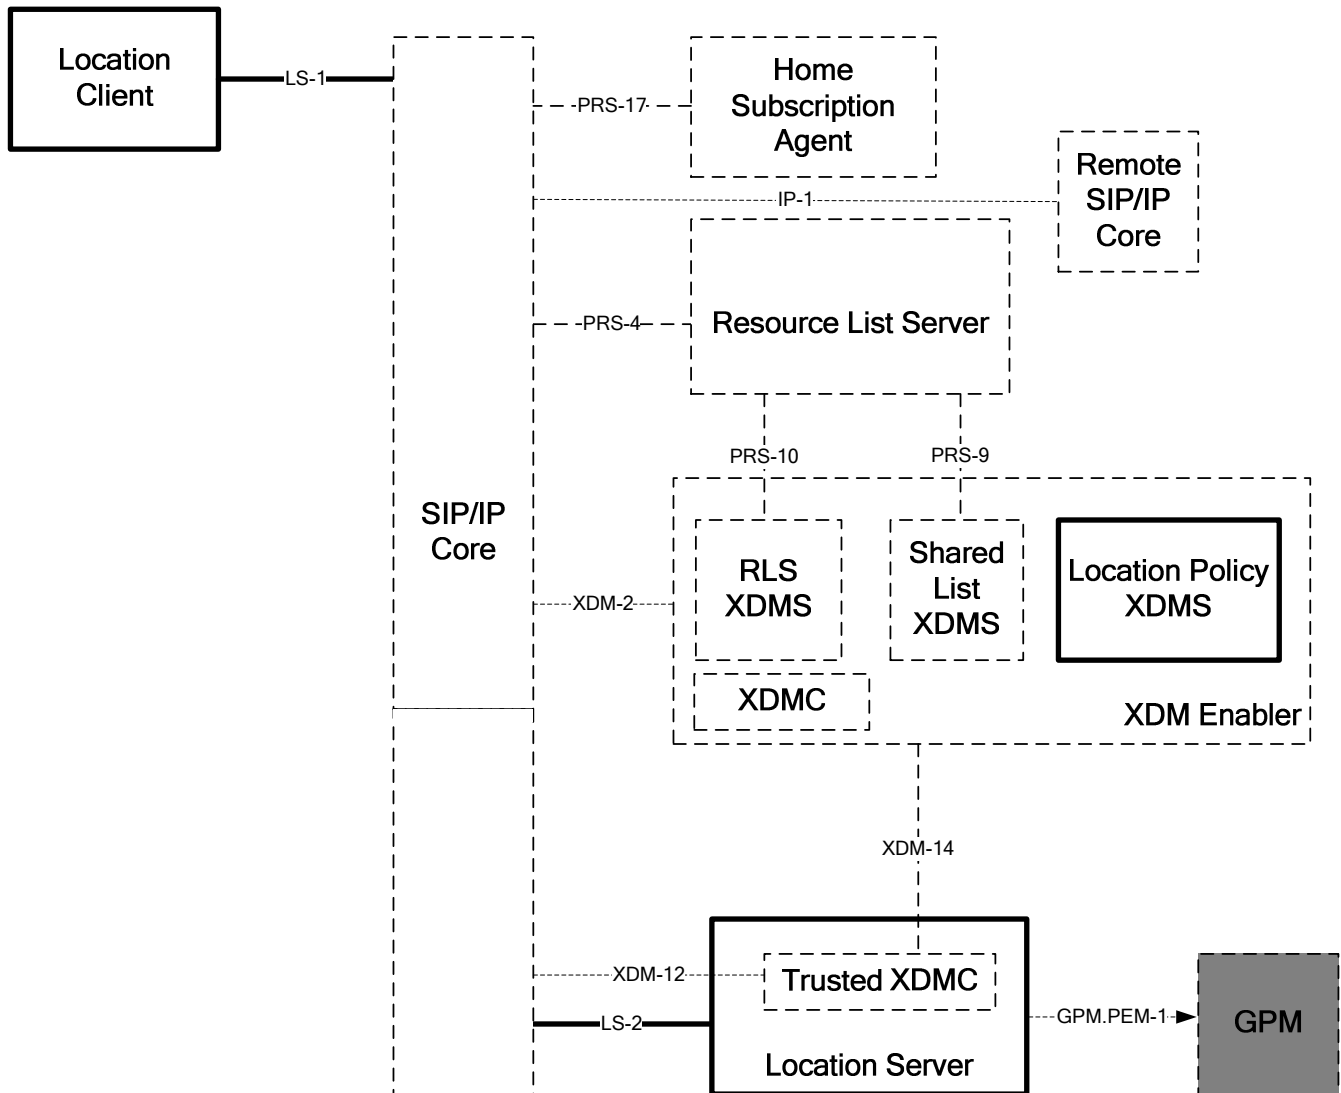 Location
Client
LS-1
Home
Subscription
Agent
PRS-17
Remote
SIP/IP
Core
IP-1
Resource List Server
PRS-4
PRS-10
PRS-9
SIP/IP
Core
RLS
XDMS
Shared
List
XDMS
Location Policy
XDMS
XDM-2
XDMC
XDM Enabler
XDM-14
XDM-12
Trusted XDMC
LS-2
GPM.PEM-1
GPM
Location Server